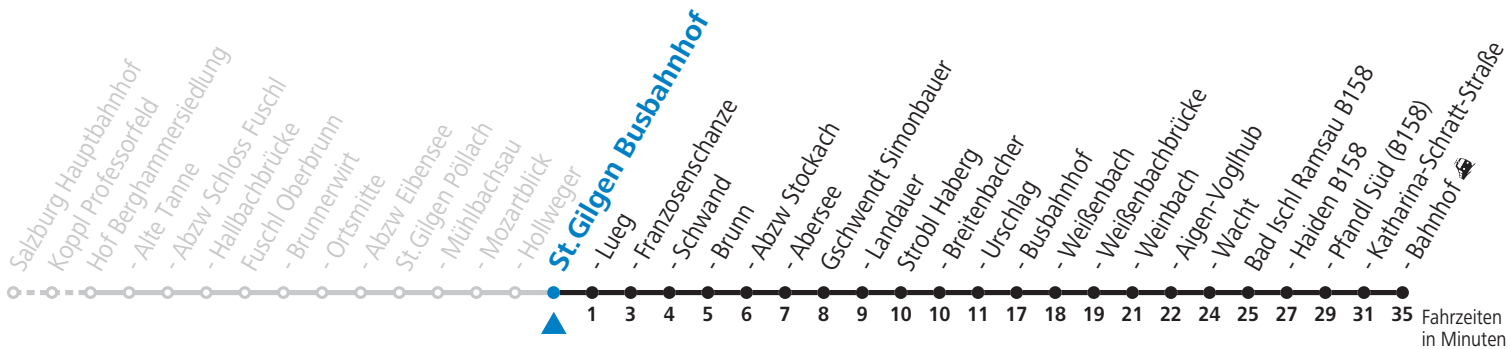 Salzburg Hauptbahnhof
Koppl Professorfeld
Hof Berghammersiedlung
- Alte Tanne
- Abzw Schloss Fuschl
- Hallbachbrücke
Fuschl Oberbrunn
- Brunnerwirt
- Ortsmitte
- Abzw Eibensee
St.Gilgen Pöllach
- Mühlbachsau
- Mozartblick
- Hollweger
St.Gilgen Busbahnhof
- Lueg
- Franzosenschanze
- Schwand
- Brunn
- Abzw Stockach
- Abersee
Gschwendt Simonbauer
- Landauer
Strobl Haberg
- Breitenbacher
- Urschlag
- Busbahnhof
- Weißenbach
- Weißenbachbrücke
- Weinbach
- Aigen-Voglhub
- Wacht
Bad Ischl Ramsau B158
- Haiden B158
- Pfandl Süd (B158)
- Katharina-Schratt-Straße
- Bahnhof
1 3 4 5 6 7 8 9 10 10 11 17 18 19 21 22 24 25 27 29 31 35 Fahrzeiten
in Minuten